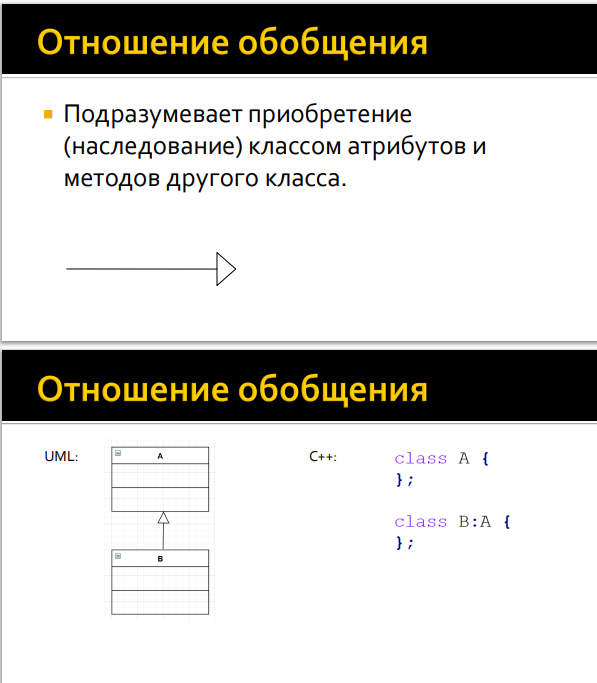 Отношение обобщения
Подразумевает приобретение
(наследование) классом атрибутов и
методов другого класса.
Отношение обобщения
UML:
A
B
C++:
class A {
};
class B:A {
};